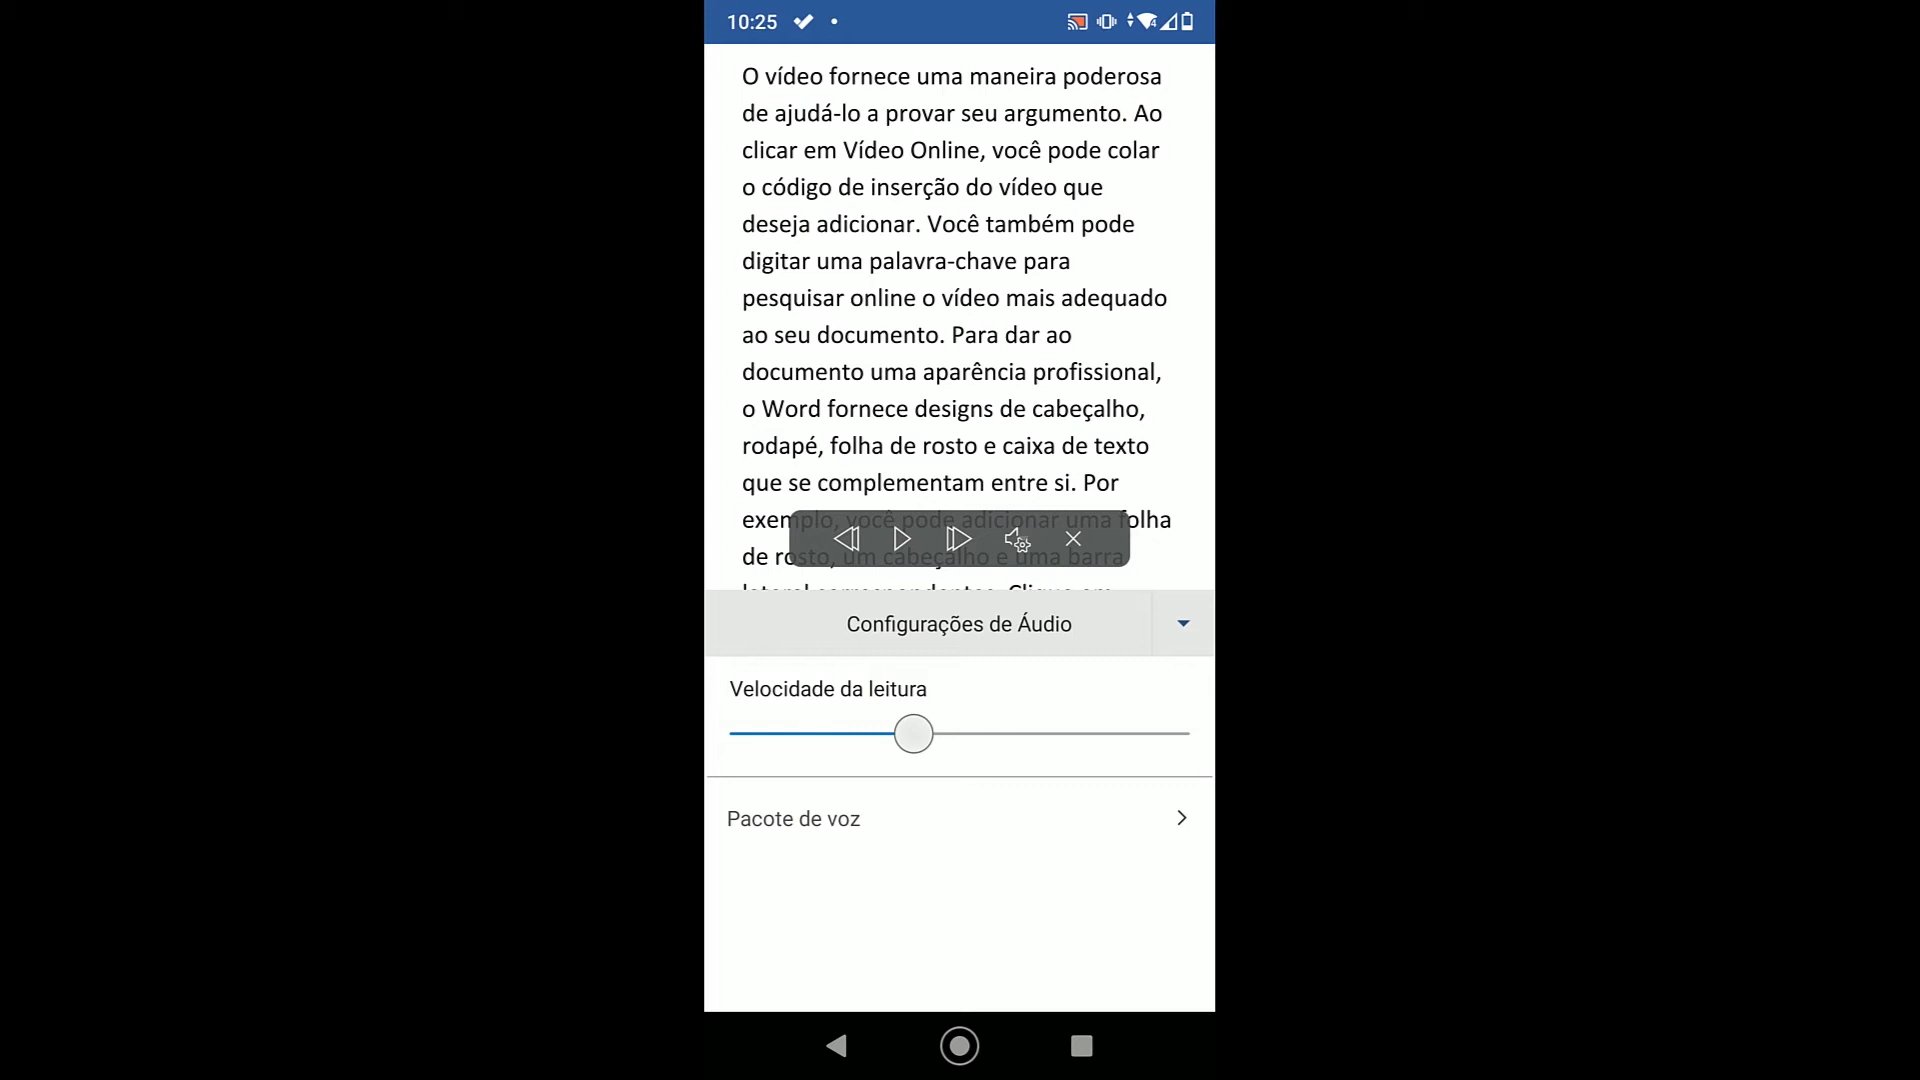 10:25
O vídeo fornece uma maneira poderosa
de ajudá-lo a provar seu argumento. Ao
clicar em Vídeo Online, você pode colar
o código de inserção do vídeo que
deseja adicionar. Você também pode
digitar uma palavra-chave para
pesquisar online o vídeo mais adequado
ao seu documento. Para dar ao
documento uma aparência profissional,
o Word fornece designs de cabeçalho,
rodapé, folha de rosto e caixa de texto
que se complementam entre si. Por
exemplo, você pode adicionar uma folha
de rosto, um cabeçalho e uma barra
lateral correspondentes. Clique em
Configurações de Áudio
Velocidade da leitura
Pacote de voz